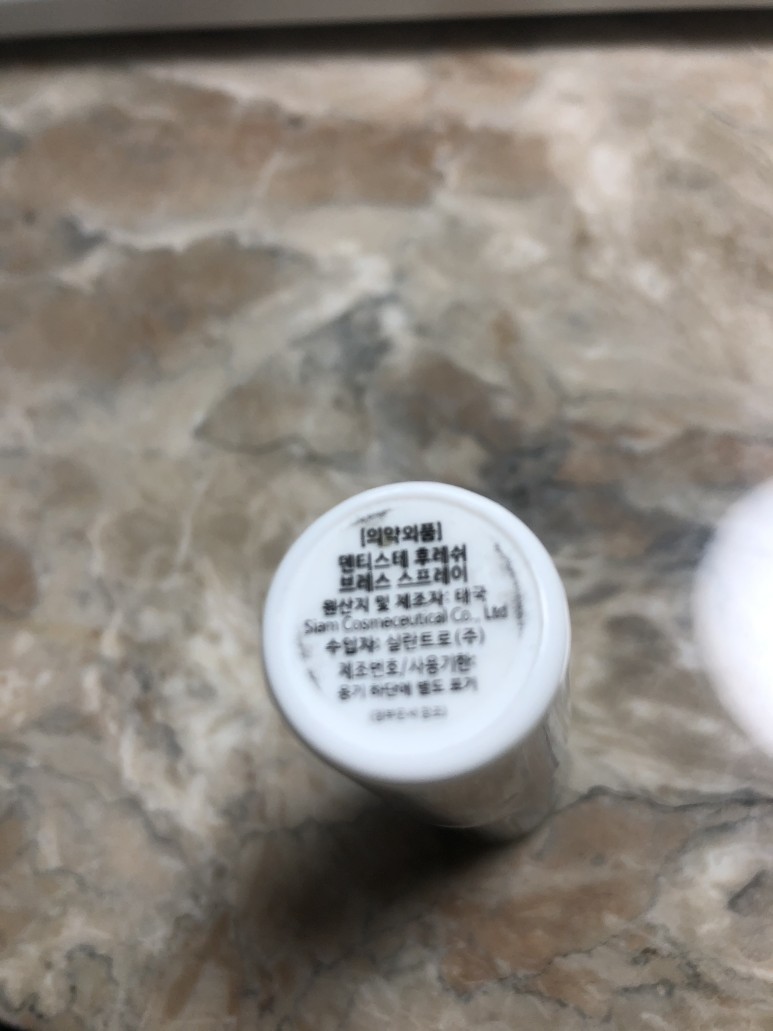 [의약외품]
덴티스테 후레쉬
브레스 스프레이
원산지 및 제조자: 태국
Siam Cosmeceutical Co., Ltd
수입자: 실란트로(주)
제조번호/사용기한:
용기 하단에 별도 표기